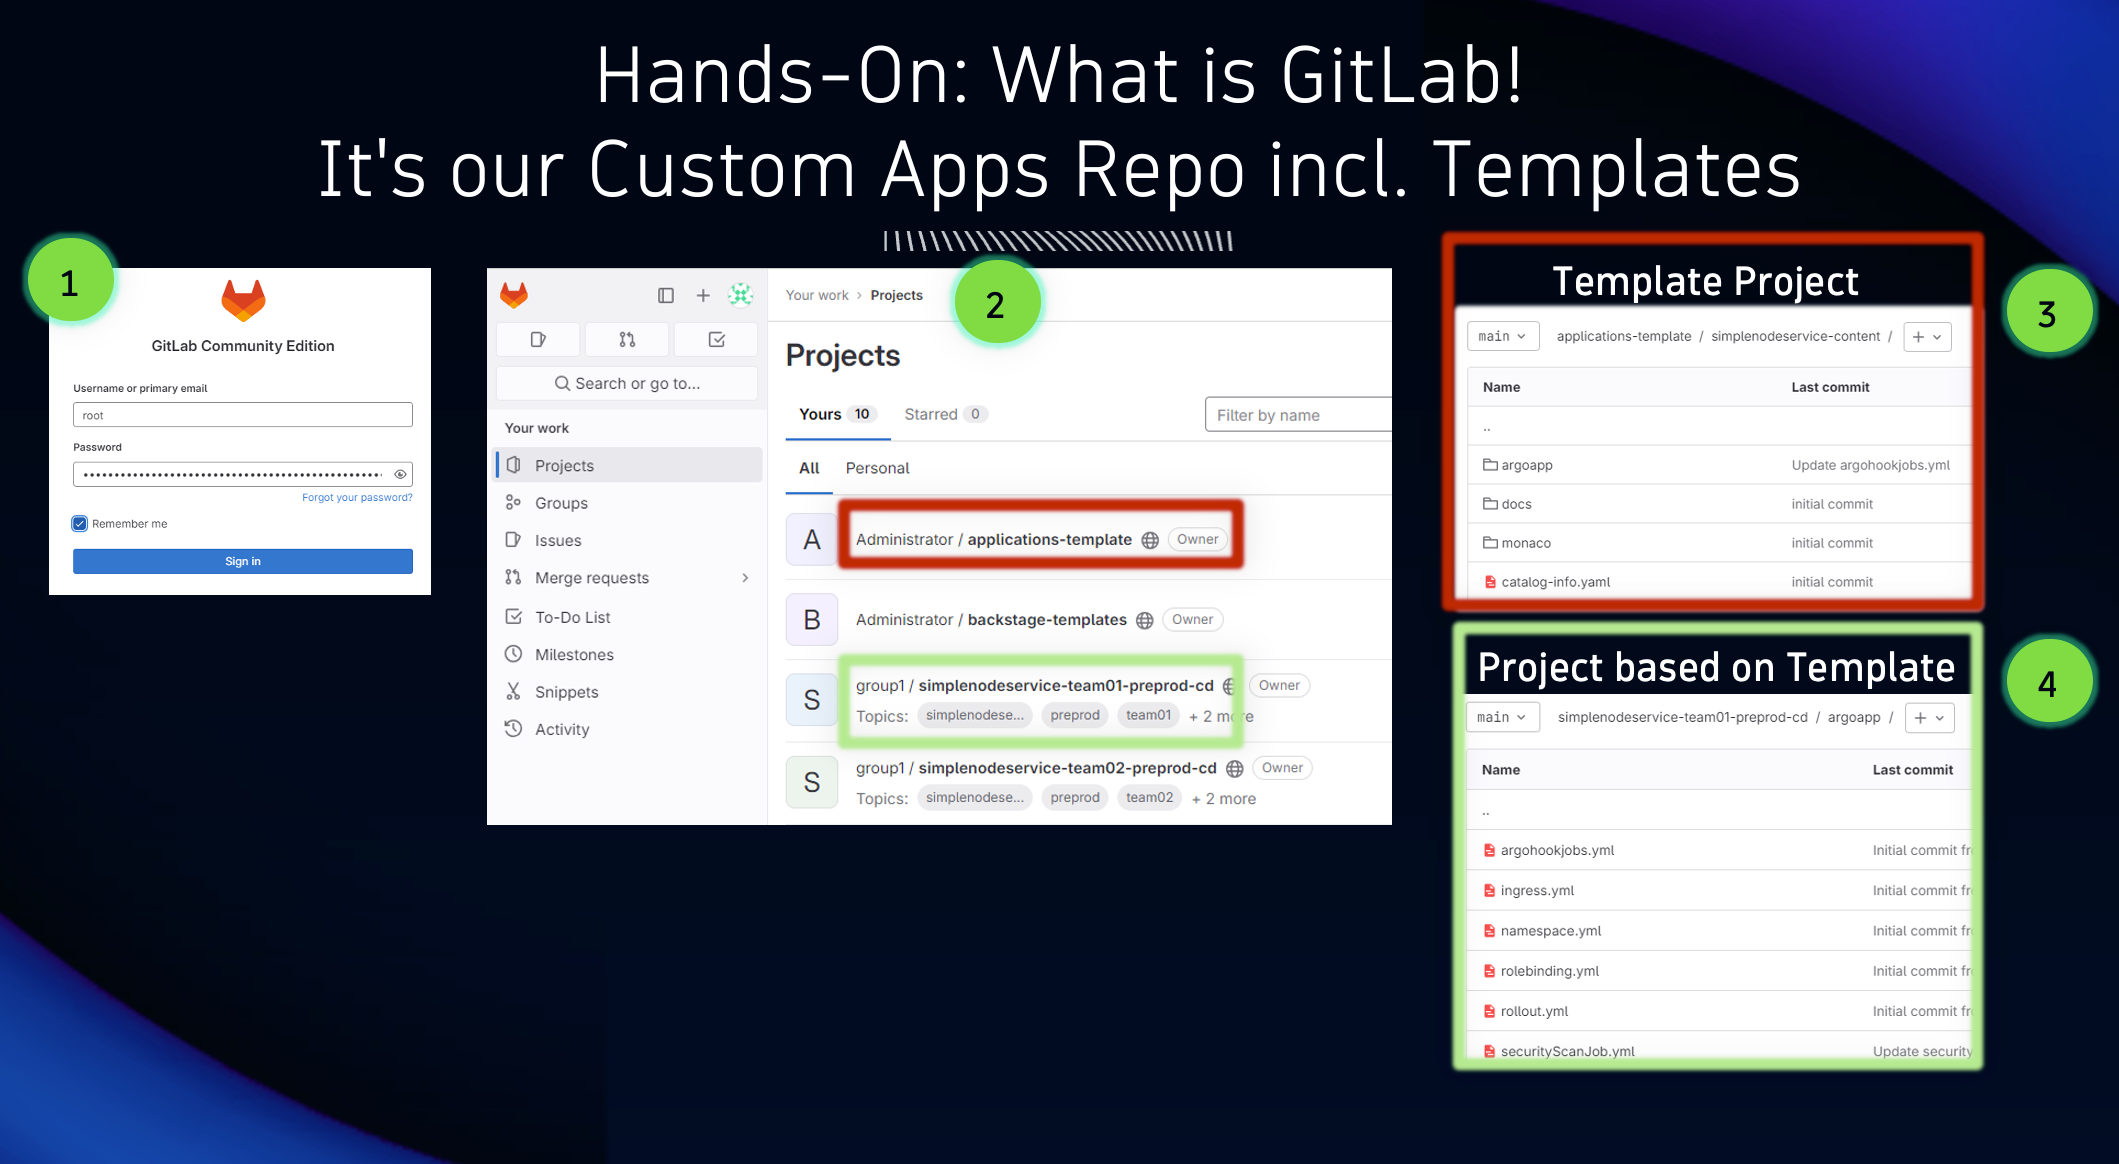 Hands-On: What is GitLab!
It's our Custom Apps Repo incl. Templates
1
GitLab Community Edition
Username or primary email
root
Password
Forgot your password?
Remember me
Sign in
2
Search or go to...
Your work
Projects
Groups
Issues
Merge requests
To-Do List
Milestones
Snippets
Activity
Your work › Projects
Projects
Yours 10 Starred 0
Filter by name
All Personal
A Administrator / applications-template Owner
B Administrator / backstage-templates Owner
S group1 / simplenodeservice-team01-preprod-cd Owner
Topics: simplenodese... preprod team01 + 2 more
S group1 / simplenodeservice-team02-preprod-cd Owner
Topics: simplenodese... preprod team02 + 2 more
3
Template Project
main applications-template / simplenodeservice-content / +
Name Last commit
..
argoapp Update argohookjobs.yml
docs initial commit
monaco initial commit
catalog-info.yaml initial commit
4
Project based on Template
main simplenodeservice-team01-preprod-cd / argoapp / +
Name Last commit
..
argohookjobs.yml Initial commit fr
ingress.yml Initial commit fr
namespace.yml Initial commit fr
rolebinding.yml Initial commit fr
rollout.yml Initial commit fr
securityScanJob.yml Update security